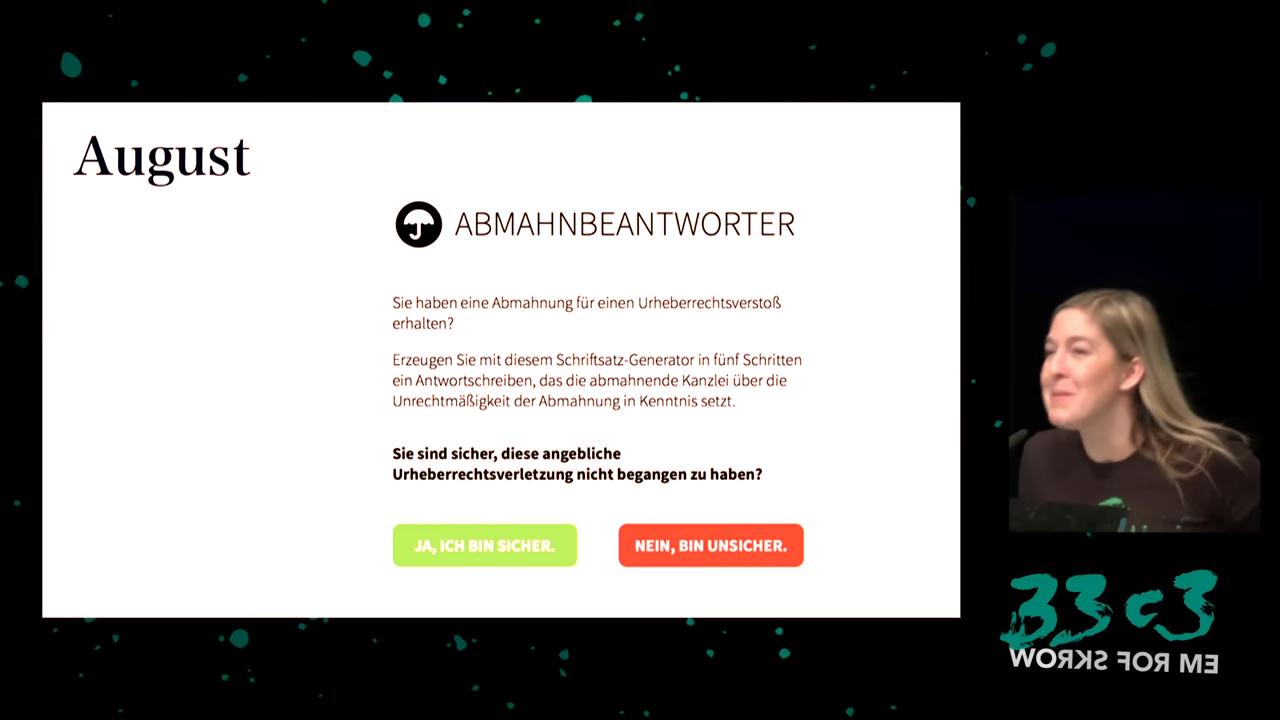 August
ABMAHNBEANTWORTER
Sie haben eine Abmahnung für einen Urheberrechtsverstoß
erhalten?
Erzeugen Sie mit diesem Schriftsatz-Generator in fünf Schritten
ein Antwortschreiben, das die abmahnende Kanzlei über die
Unrechtmäßigkeit der Abmahnung in Kenntnis setzt.
Sie sind sicher, diese angebliche
Urheberrechtsverletzung nicht begangen zu haben?
JA, ICH BIN SICHER.
NEIN, BIN UNSICHER.
33c3
WORKS FOR ME